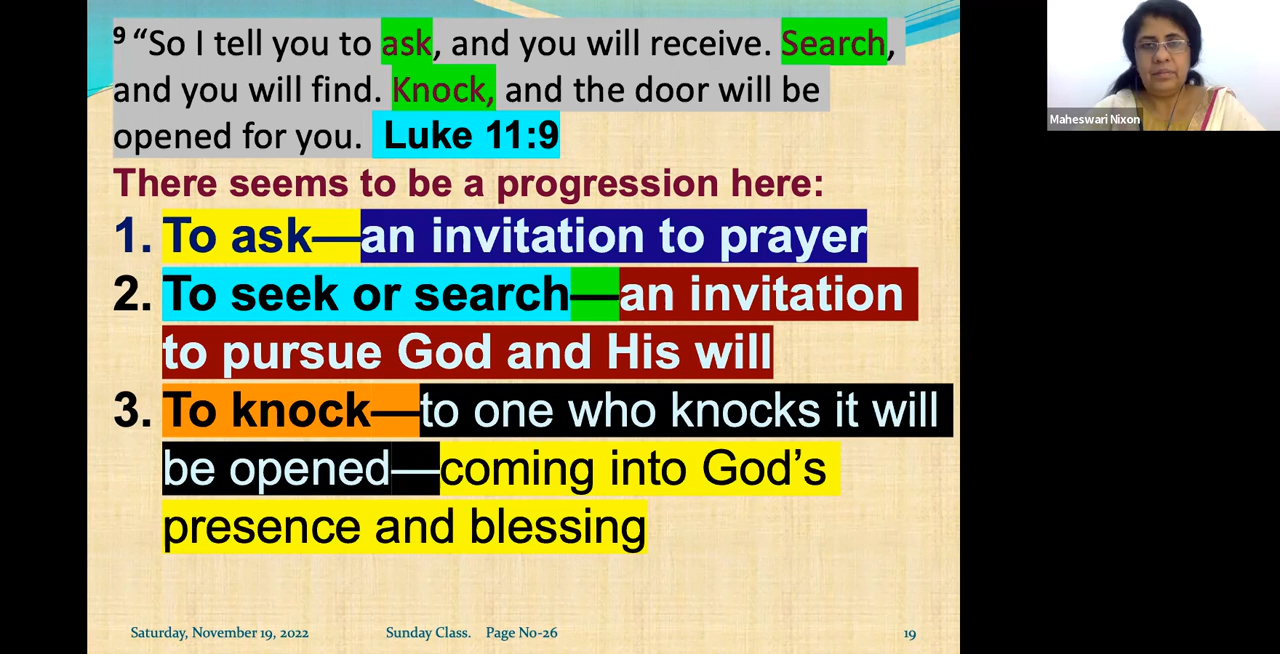 ⁹ “So I tell you to ask, and you will receive. Search,
and you will find. Knock, and the door will be
opened for you. Luke 11:9
There seems to be a progression here:
1. To ask—an invitation to prayer
2. To seek or search—an invitation
to pursue God and His will
3. To knock—to one who knocks it will
be opened—coming into God’s
presence and blessing
Saturday, November 19, 2022 Sunday Class. Page No-26 19
Maheswari Nixon